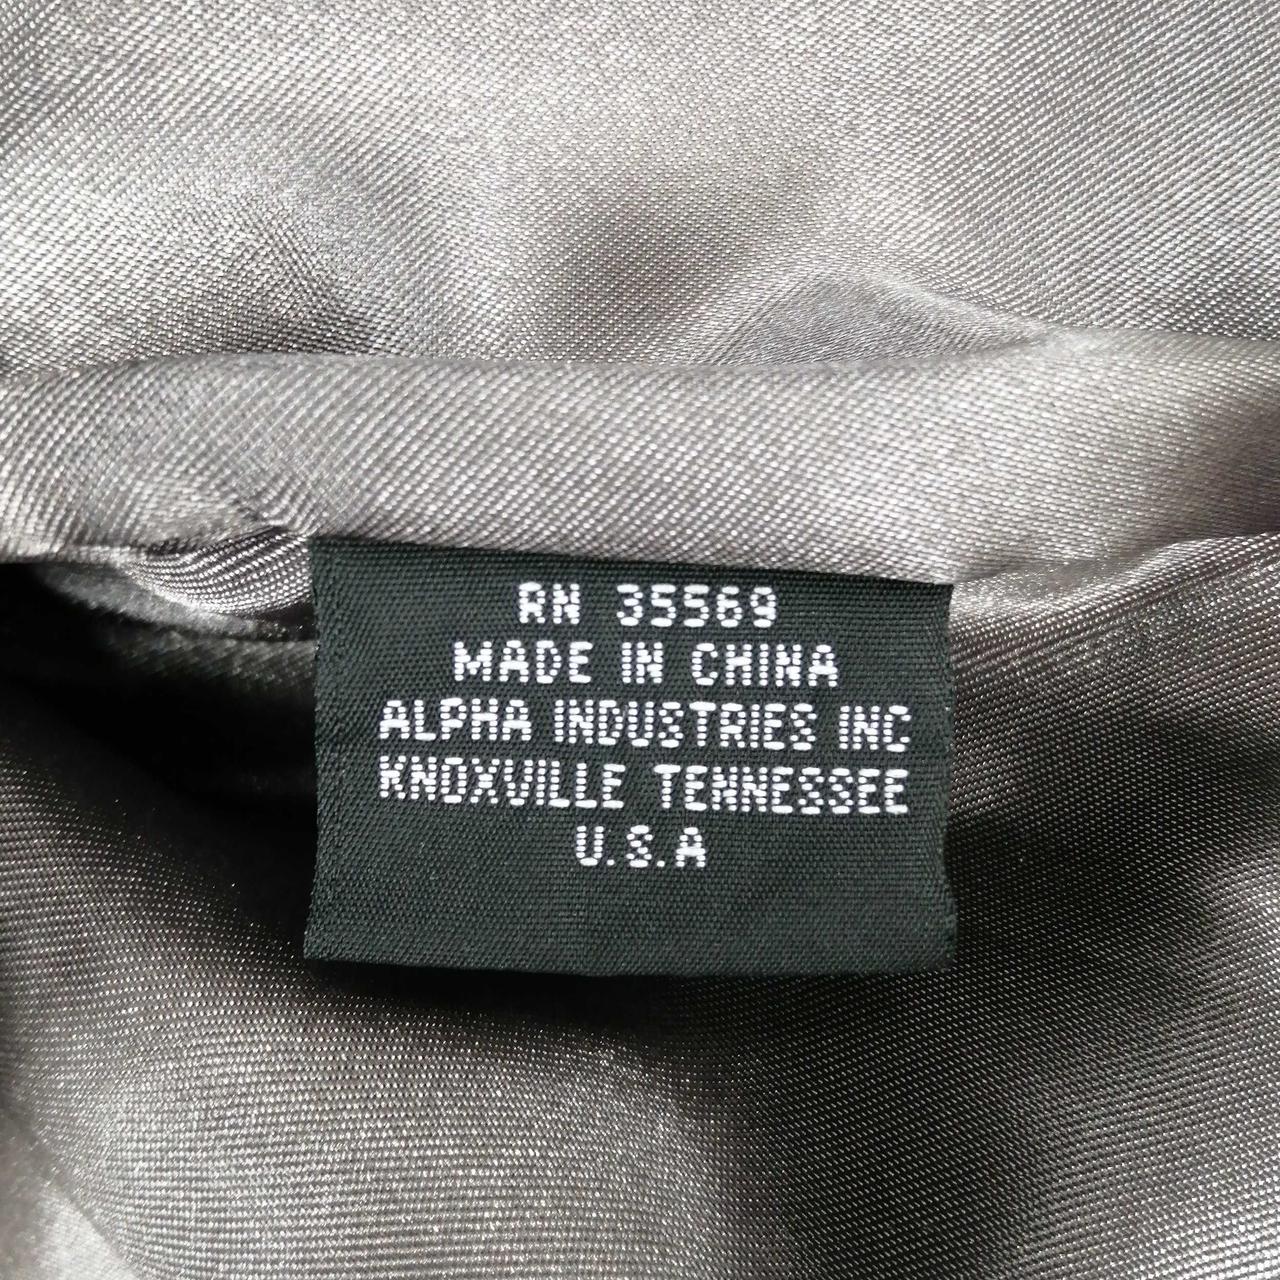 RN 35569
MADE IN CHINA
ALPHA INDUSTRIES INC
KNOXVILLE TENNESSEE
U.S.A